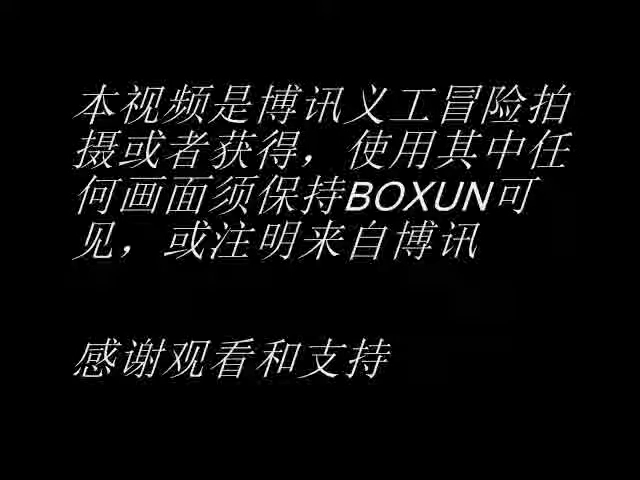 本视频是博讯义工冒险拍
摄或者获得，使用其中任
何画面须保持BOXUN可
见，或注明来自博讯
感谢观看和支持